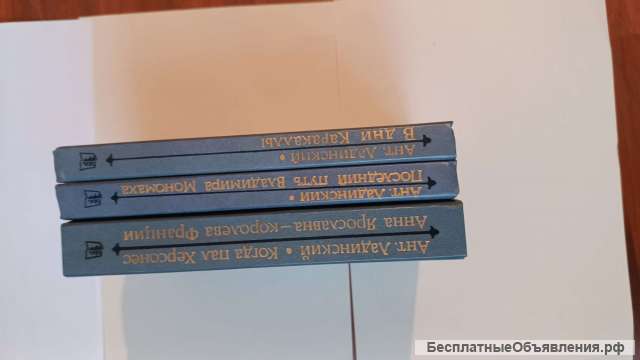 Ант. Ладинский •
В дни Каракаллы
Ант. Ладинский •
Последний путь Владимира Мономаха
Ант. Ладинский • Когда пал Херсонес
Анна Ярославна – королева Франции
БесплатныеОбъявления.рф